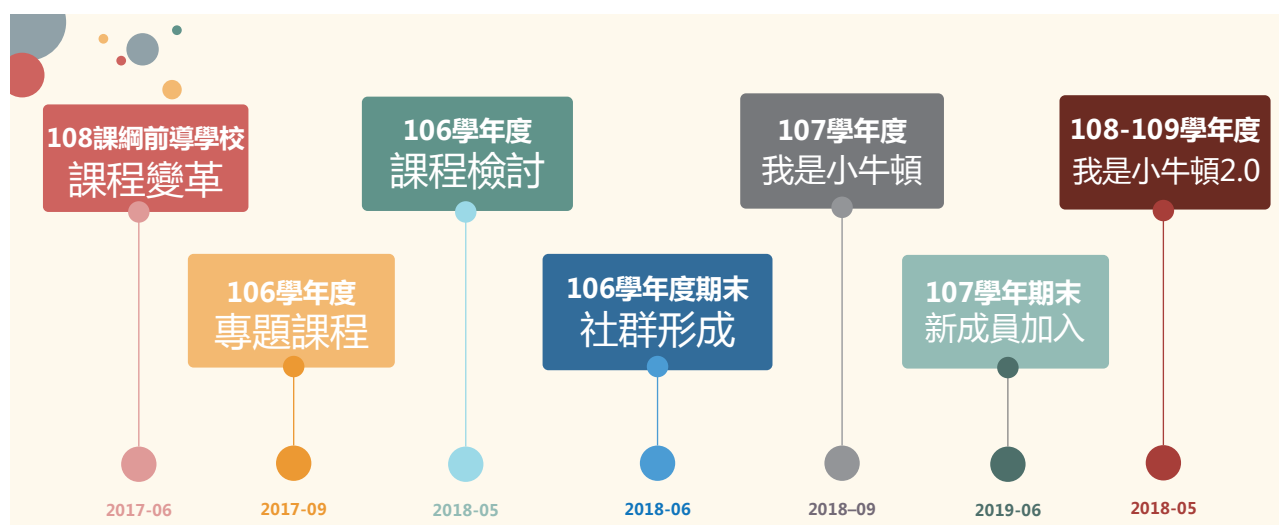 108課綱前導學校
課程變革
106學年度
專題課程
106學年度
課程檢討
106學年度期末
社群形成
107學年度
我是小牛頓
107學年期末
新成員加入
108-109學年度
我是小牛頓2.0
2017-06
2017-09
2018-05
2018-06
2018–09
2019-06
2018-05